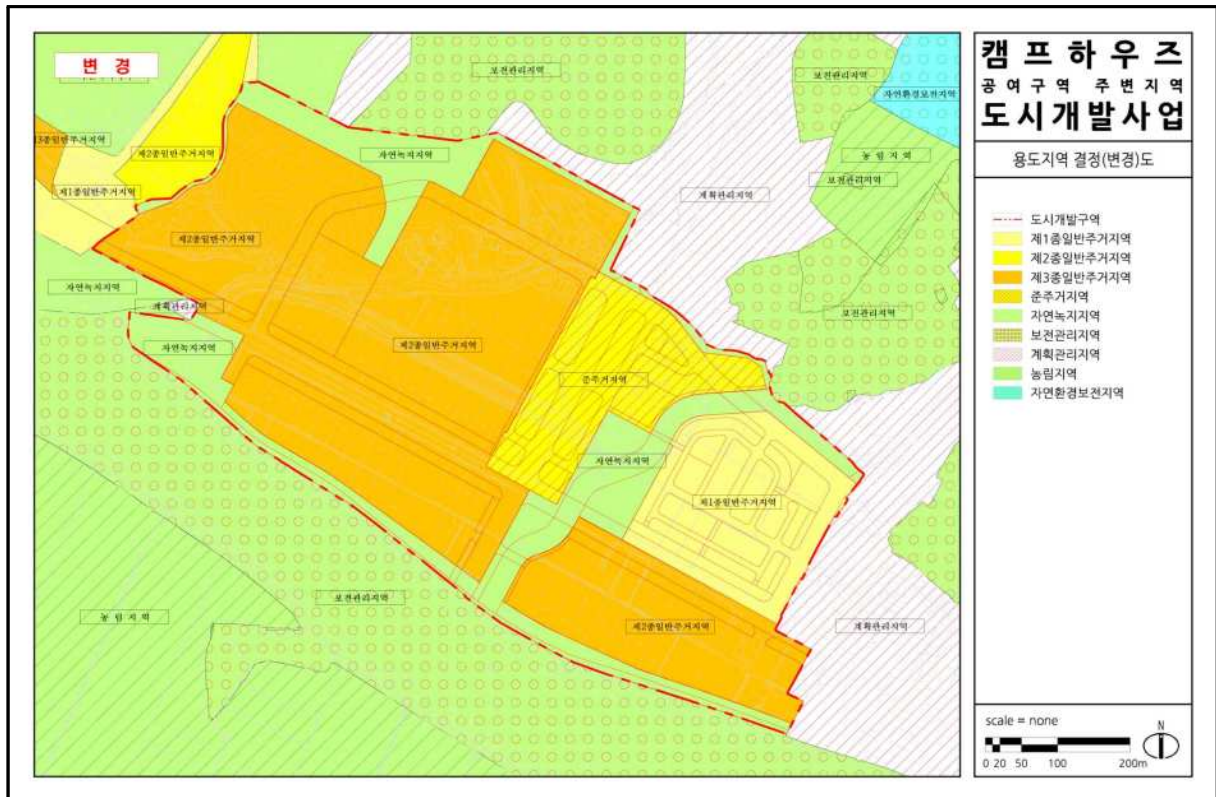 변 경
캠프하우즈
공여구역 주변지역
도시개발사업
용도지역 결정(변경)도
도시개발구역
제1종일반주거지역
제2종일반주거지역
제3종일반주거지역
준주거지역
자연녹지지역
보전관리지역
계획관리지역
농림지역
자연환경보전지역
scale = none
N
0 20 50 100 200m
보전관리지역
보전관리지역
자연환경보전지역
제3종일반주거지역
제2종일반주거지역
자연녹지지역
농 림 지 역
보전관리지역
제1종일반주거지역
계획관리지역
제2종일반주거지역
자연녹지지역
계획관리지역
보전관리지역
자연녹지지역
제2종일반주거지역
준주거지역
자연녹지지역
제1종일반주거지역
보전관리지역
농 림 지 역
제2종일반주거지역
계획관리지역